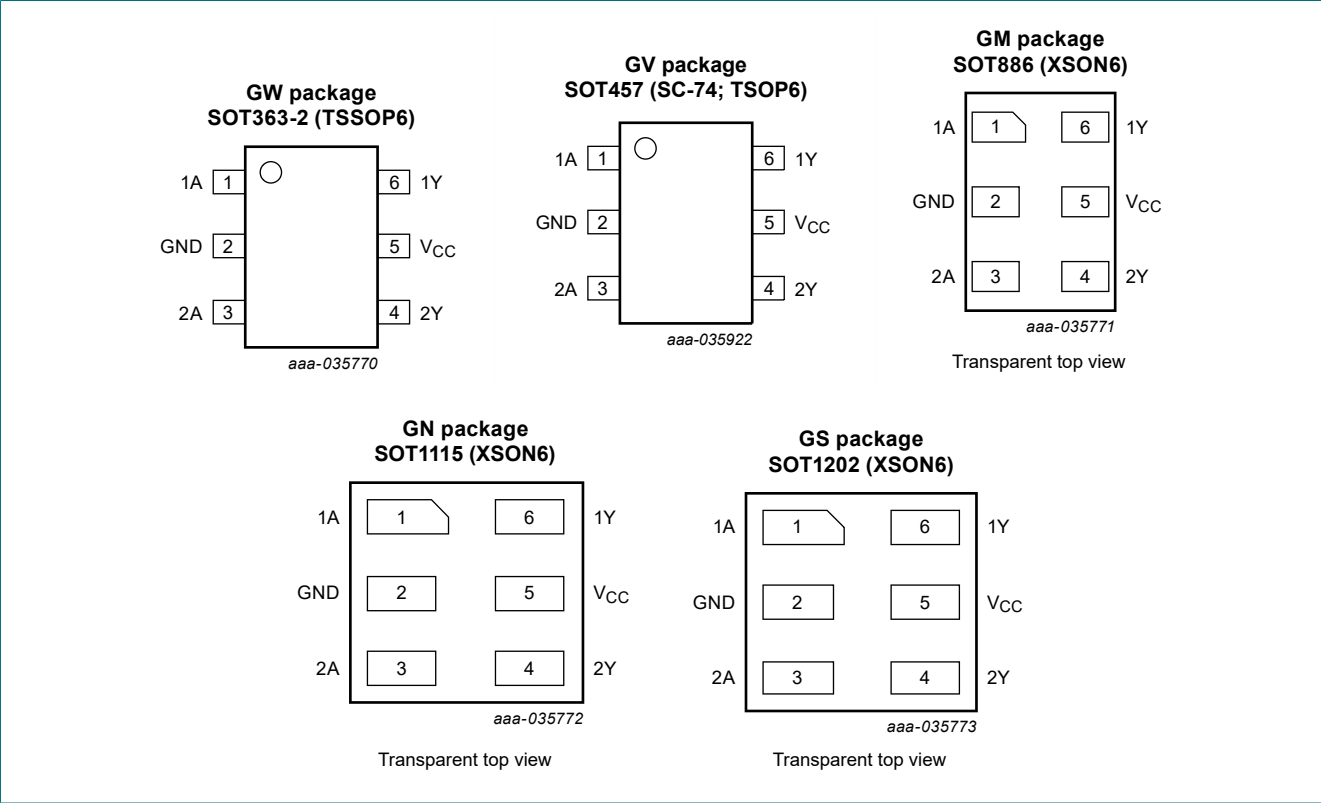 GW package
SOT363-2 (TSSOP6)
1A 1 6 1Y
GND 2 5 VCC
2A 3 4 2Y
aaa-035770
GV package
SOT457 (SC-74; TSOP6)
1A 1 6 1Y
GND 2 5 VCC
2A 3 4 2Y
aaa-035922
GM package
SOT886 (XSON6)
1A 1 6 1Y
GND 2 5 VCC
2A 3 4 2Y
aaa-035771
Transparent top view
GN package
SOT1115 (XSON6)
1A 1 6 1Y
GND 2 5 VCC
2A 3 4 2Y
aaa-035772
Transparent top view
GS package
SOT1202 (XSON6)
1A 1 6 1Y
GND 2 5 VCC
2A 3 4 2Y
aaa-035773
Transparent top view